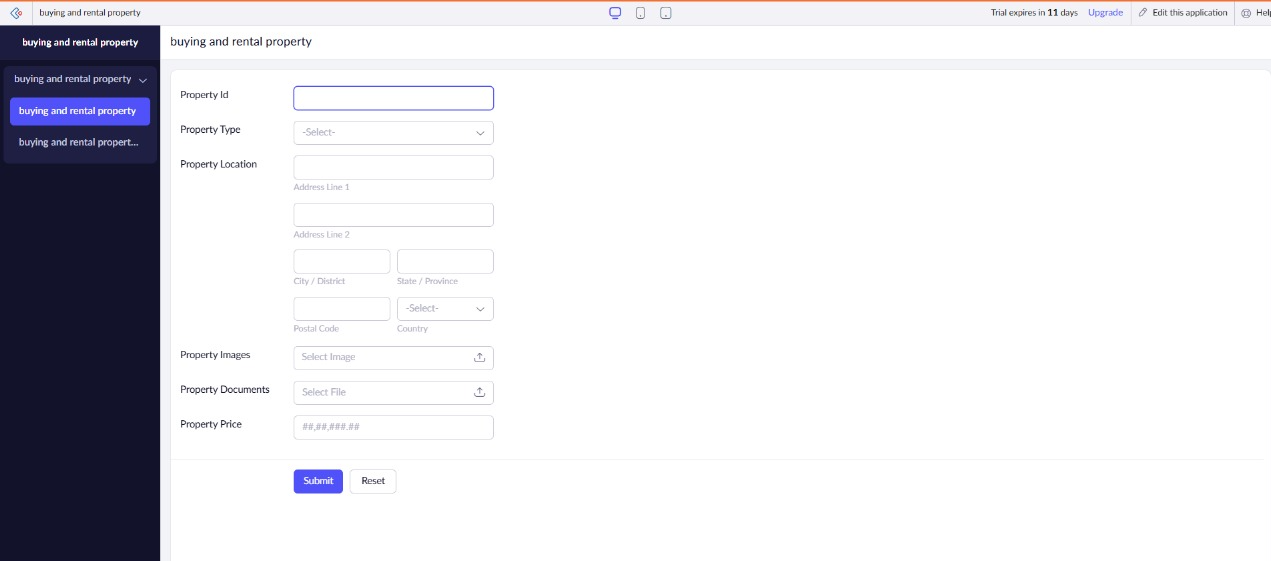 buying and rental property
Trial expires in 11 days Upgrade Edit this application Help
buying and rental property
buying and rental property
buying and rental property
buying and rental property
buying and rental propert...
Property Id
Property Type
-Select-
Property Location
Address Line 1
Address Line 2
City / District State / Province
-Select-
Postal Code Country
Property Images Select Image
Property Documents Select File
Property Price ##,##,###.##
Submit Reset